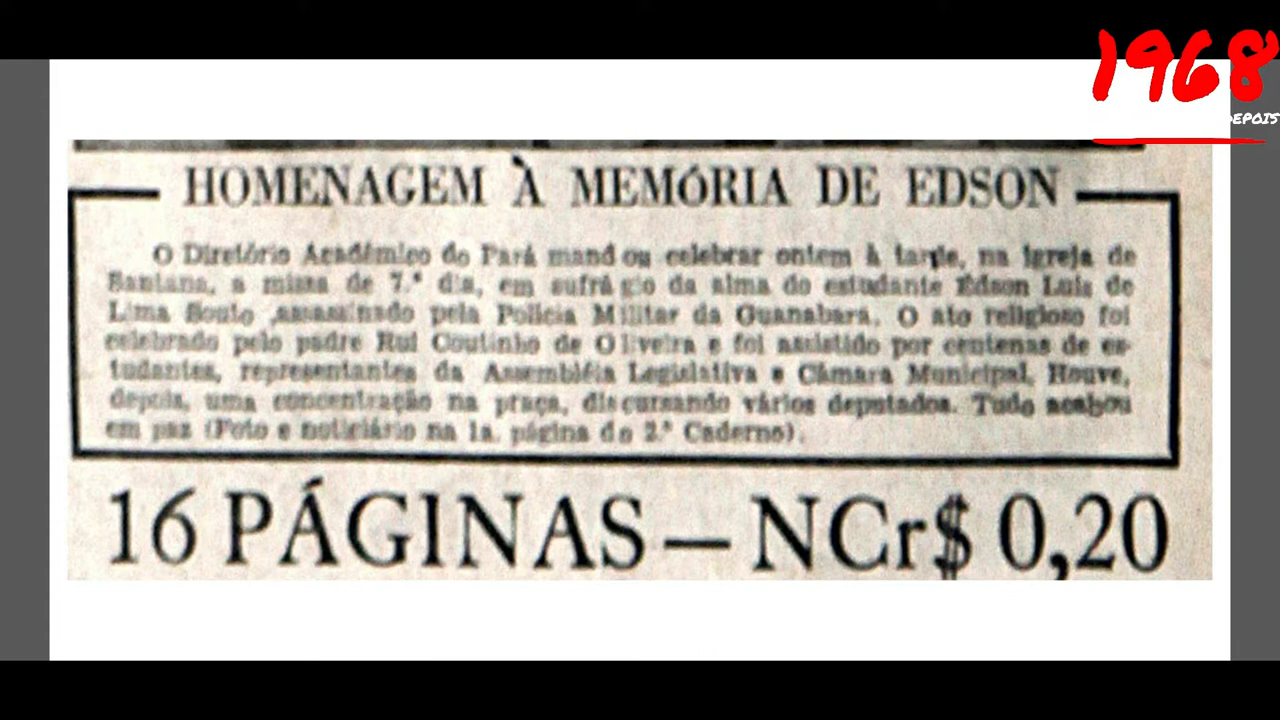 1968
DEPOIS
HOMENAGEM À MEMÓRIA DE EDSON
O Diretório Acadêmico do Pará mandou celebrar ontem à tarde, na igreja de
Santana, a missa de 7.º dia, em sufrágio da alma do estudante Édson Luís de
Lima Souto ,assassinado pela Polícia Militar da Guanabara. O ato religioso foi
celebrado pelo padre Rui Coutinho de Oliveira e foi assistido por centenas de es-
tudantes, representantes da Assembléia Legislativa e Câmara Municipal. Houve,
depois, uma concentração na praça, discursando vários deputados. Tudo acabou
em paz (Foto e noticiário na 1a. página do 2.º Caderno).
16 PÁGINAS — NCr$ 0,20